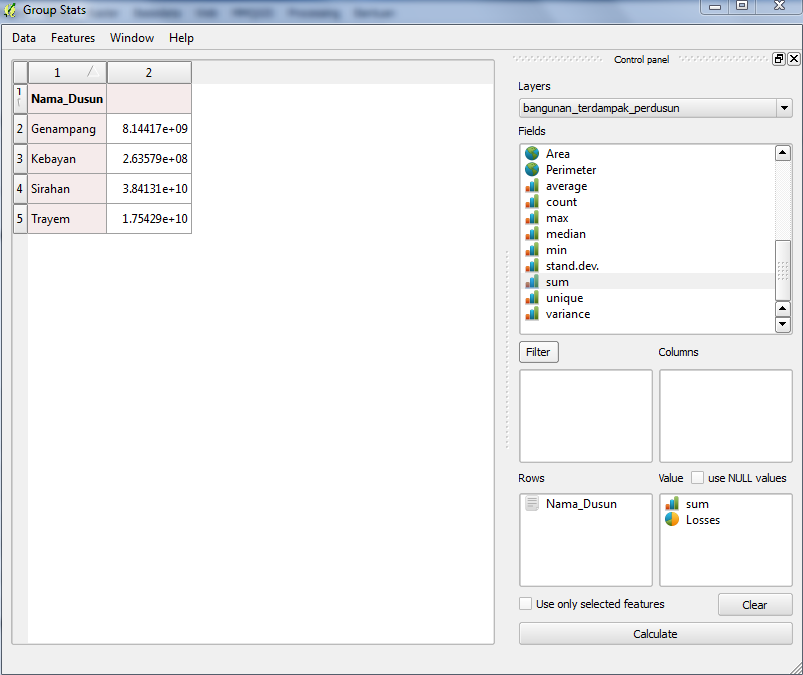 Group Stats
Data Features Window Help
Control panel
1 2
1 Nama_Dusun
2 Genampang 8.14417e+09
3 Kebayan 2.63579e+08
4 Sirahan 3.84131e+10
5 Trayem 1.75429e+10
Layers
bangunan_terdampak_perdusun
Fields
Area
Perimeter
average
count
max
median
min
stand.dev.
sum
unique
variance
Filter Columns
Rows Value use NULL values
Nama_Dusun sum
Losses
Use only selected features Clear
Calculate